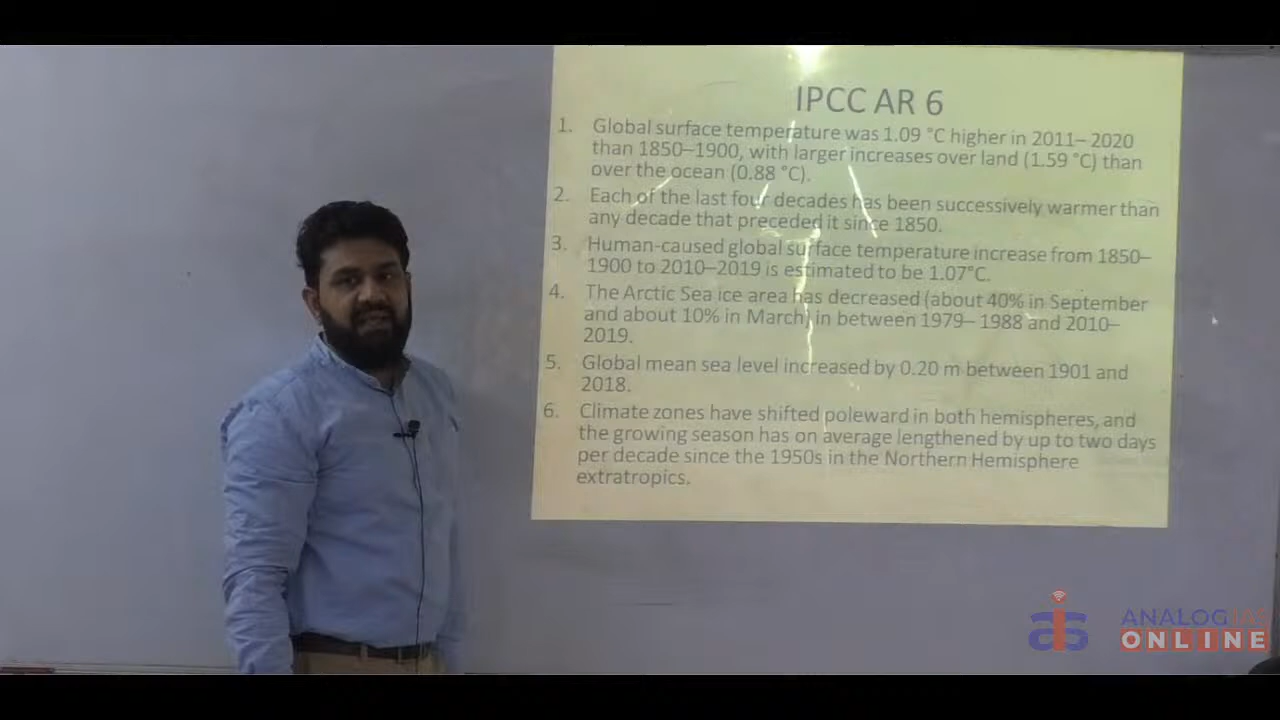 IPCC AR 6
1. Global surface temperature was 1.09 °C higher in 2011–2020
than 1850–1900, with larger increases over land (1.59 °C) than
over the ocean (0.88 °C).
2. Each of the last four decades has been successively warmer than
any decade that preceded it since 1850.
3. Human-caused global surface temperature increase from 1850–
1900 to 2010–2019 is estimated to be 1.07°C.
4. The Arctic Sea ice area has decreased (about 40% in September
and about 10% in March) in between 1979– 1988 and 2010–
2019.
5. Global mean sea level increased by 0.20 m between 1901 and
2018.
6. Climate zones have shifted poleward in both hemispheres, and
the growing season has on average lengthened by up to two days
per decade since the 1950s in the Northern Hemisphere
extratropics.
ais
ANALOG IAS
ONLINE